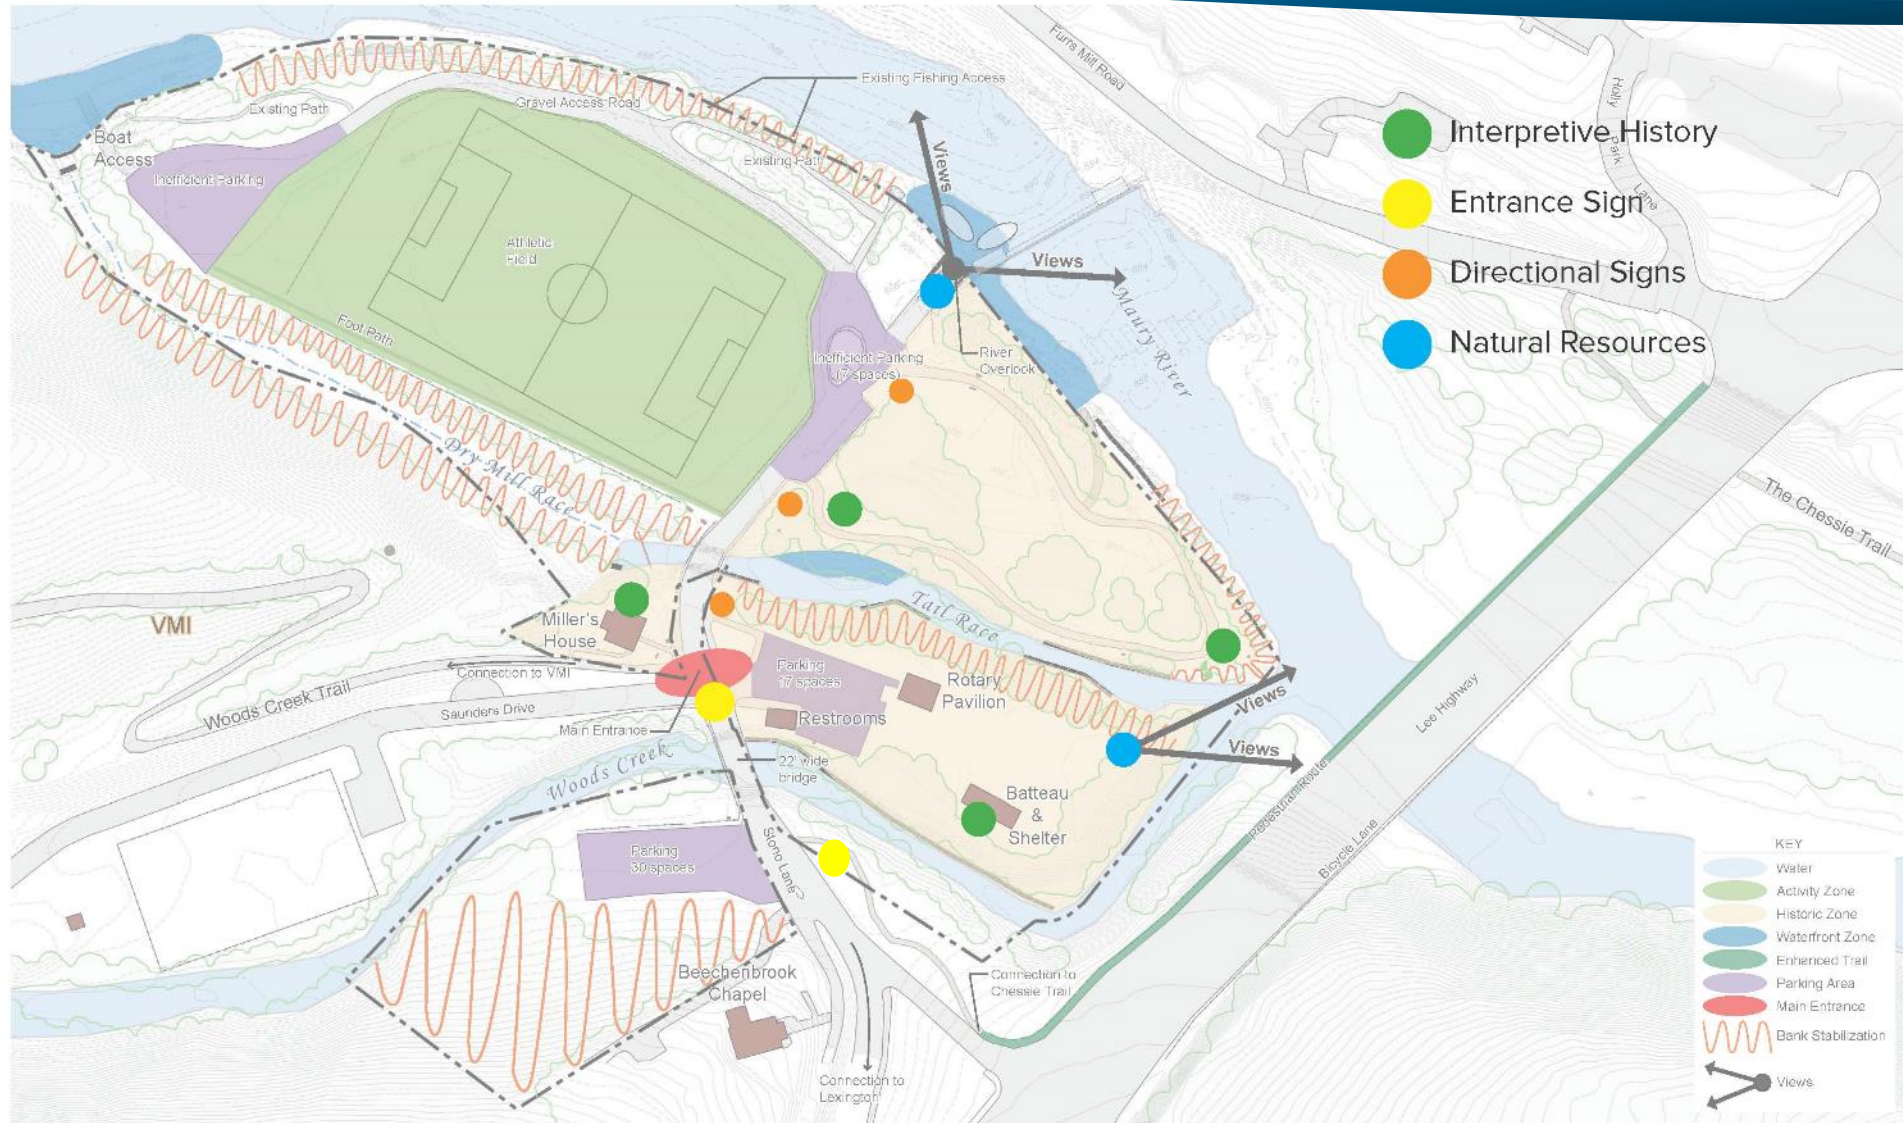 Furrs Mill Road
Existing Fishing Access
Gravel Access Road
Existing Path
Boat
Access
Holly
Park
Lane
Interpretive History
Inefficient Parking
Existing Path
Views
Entrance Sign
Athletic
Field
Views
Directional Signs
Maury River
Foot Path
Inefficient Parking
(7 spaces)
River
Overlook
Natural Resources
Dry Mill Race
The Chessie Trail
VMI
Miller's
House
Tail Race
Connection to VMI
Parking
17 spaces
Rotary
Pavilion
Woods Creek Trail
Saunders Drive
Restrooms
Views
Lee Highway
Main Entrance
Views
Woods Creek
22' wide
bridge
Batteau
&
Shelter
Pedestrian Route
Bicycle Lane
Stono Lane
Parking
30 spaces
Beechenbrook
Chapel
Connection to
Chessie Trail
Connection to
Lexington
KEY
Water
Activity Zone
Historic Zone
Waterfront Zone
Enhanced Trail
Parking Area
Main Entrance
Bank Stabilization
Views